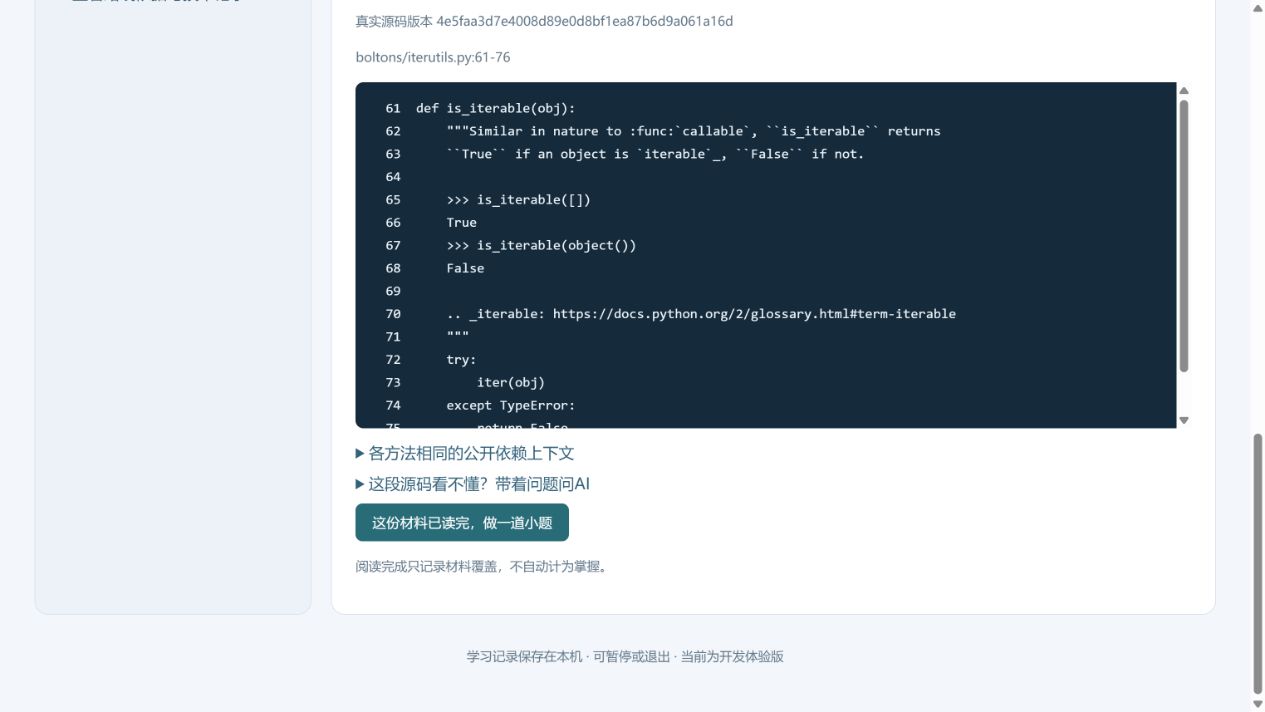 真实源码版本 4e5faa3d7e4008d89e0d8bf1ea87b6d9a061a16d
boltons/iterutils.py:61-76
61 def is_iterable(obj):
62     """Similar in nature to :func:`callable`, ``is_iterable`` returns
63     ``True`` if an object is `iterable`_, ``False`` if not.
64
65     >>> is_iterable([])
66     True
67     >>> is_iterable(object())
68     False
69
70     .. _iterable: https://docs.python.org/2/glossary.html#term-iterable
71     """
72     try:
73         iter(obj)
74     except TypeError:
75         return False
▶ 各方法相同的公开依赖上下文
▶ 这段源码看不懂？带着问题问AI
这份材料已读完，做一道小题
阅读完成只记录材料覆盖，不自动计为掌握。
学习记录保存在本机 · 可暂停或退出 · 当前为开发体验版